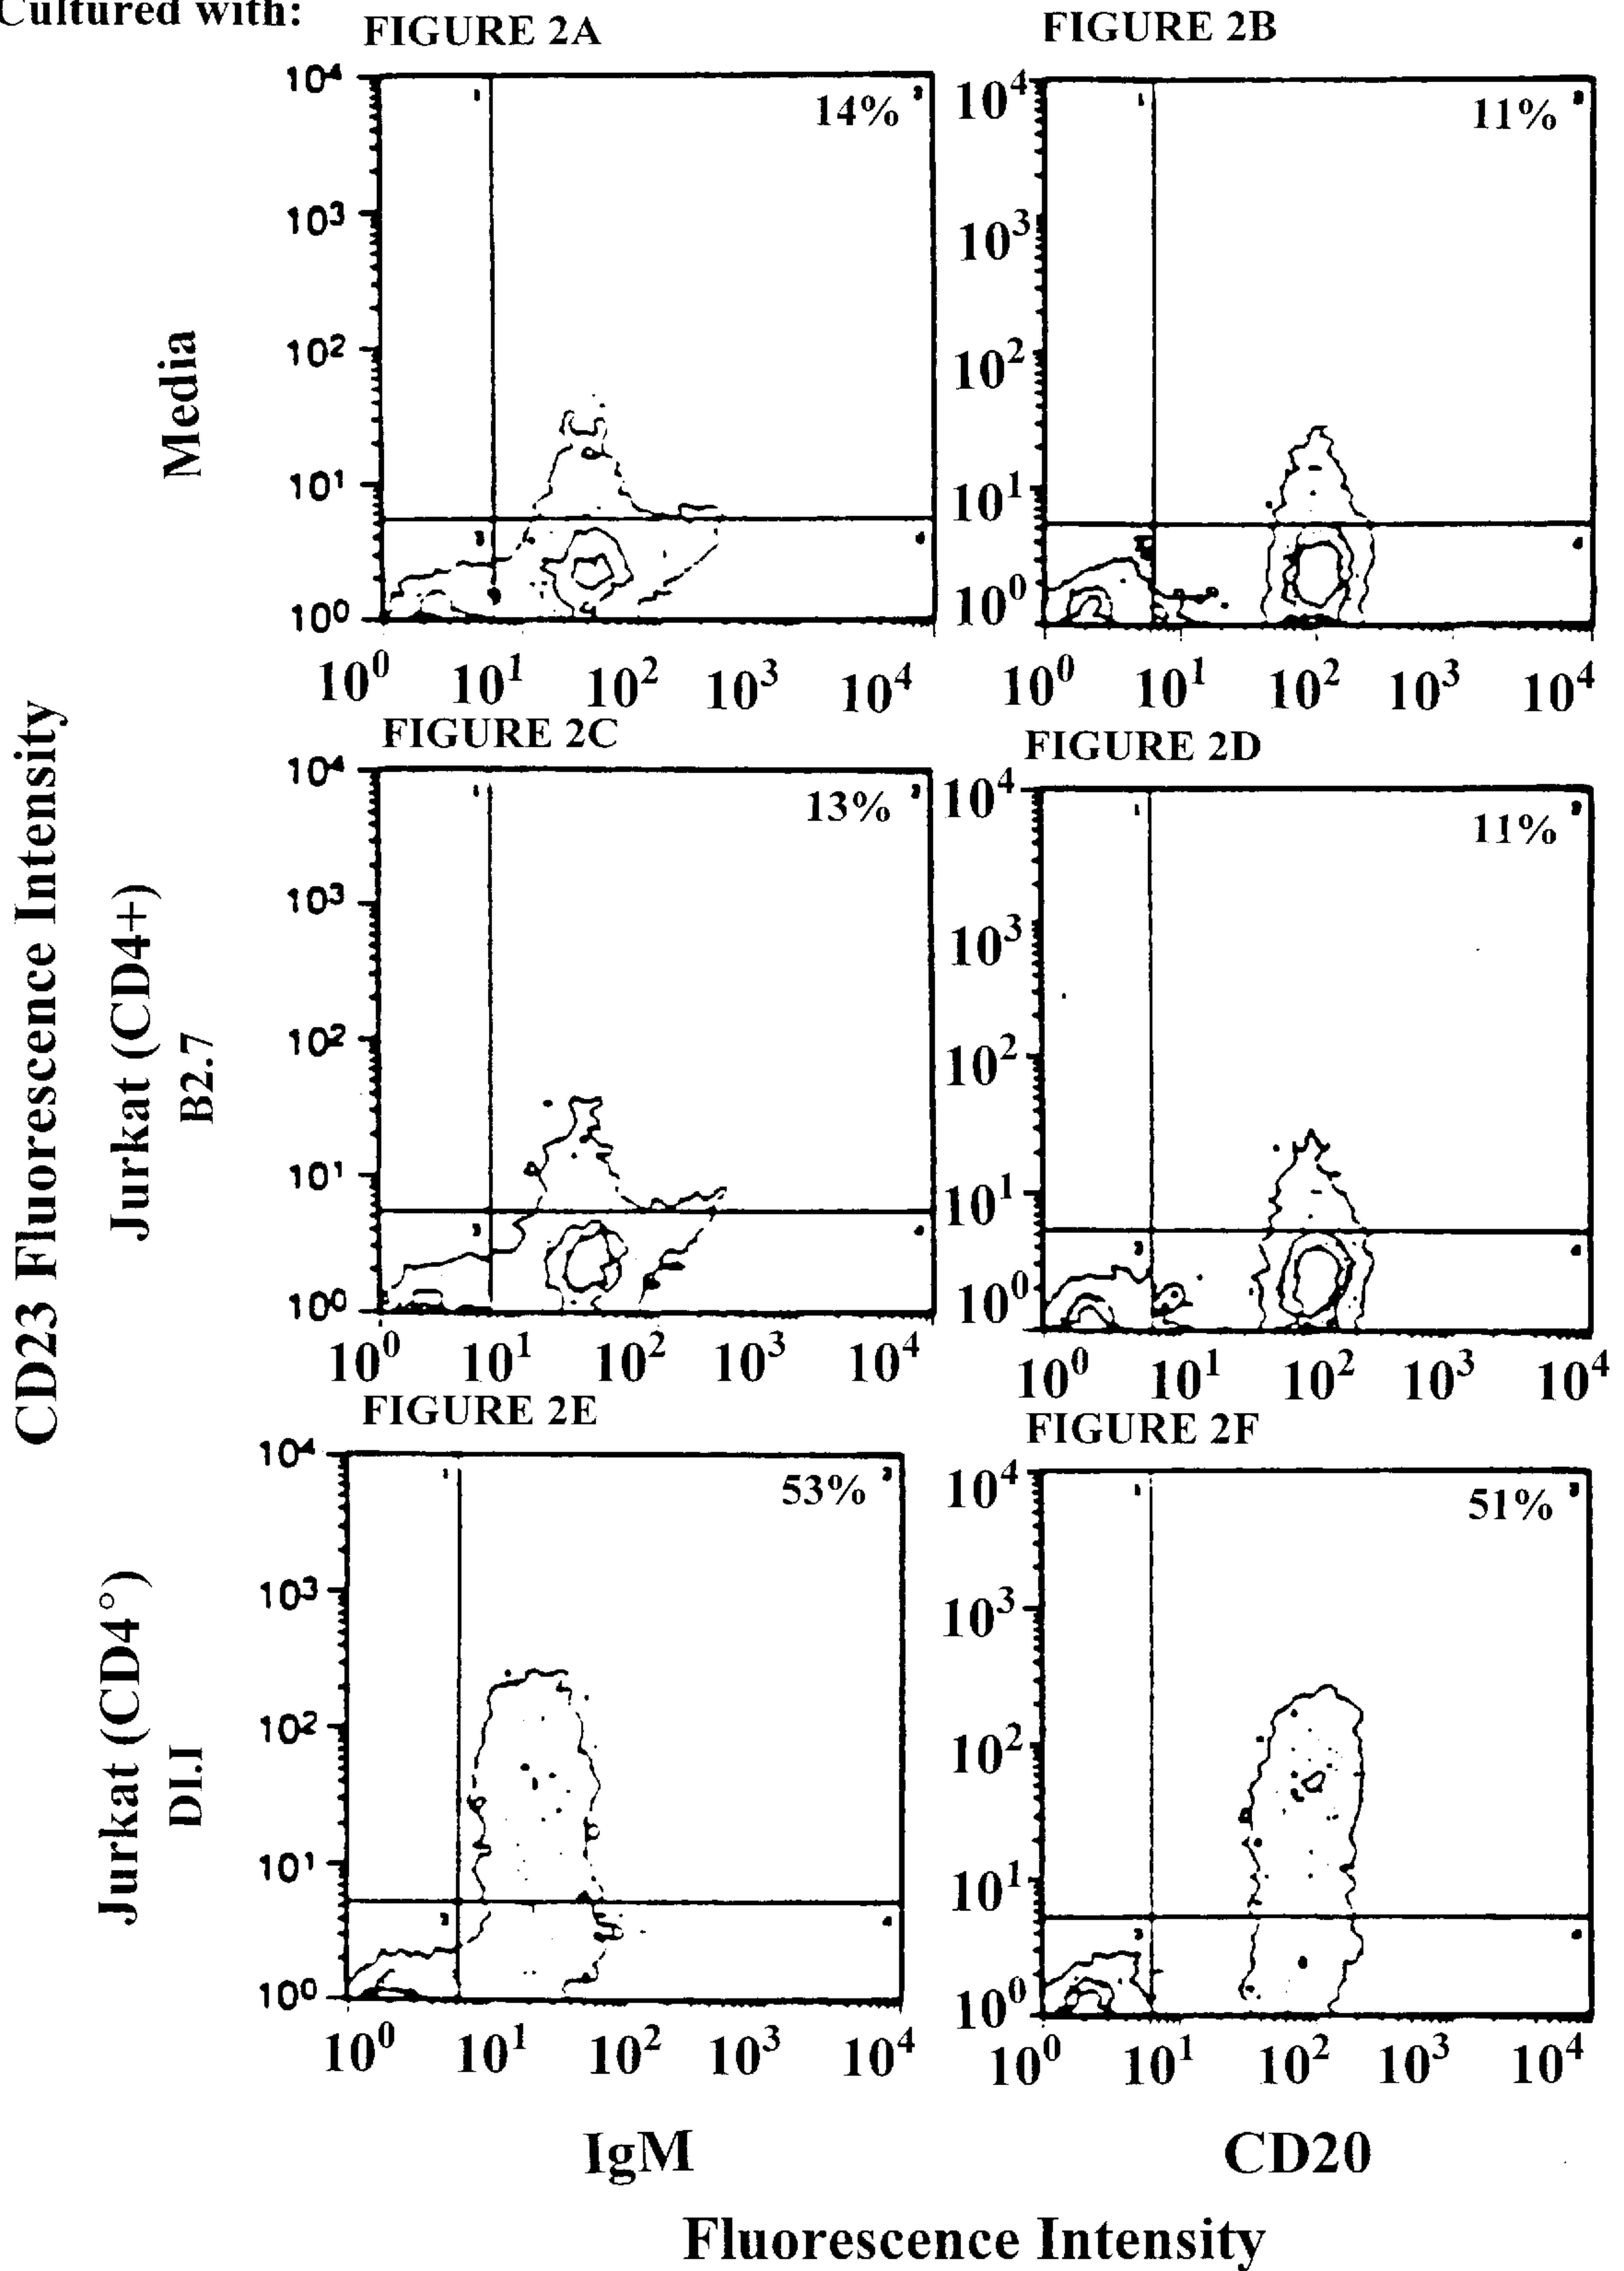 Cultured with:
FIGURE 2A
FIGURE 2B
10⁴
14%
10³
10²
10¹
10⁰
10⁰ 10¹ 10² 10³ 10⁴
10⁴
11%
10³
10²
10¹
10⁰
10⁰ 10¹ 10² 10³ 10⁴
Media
FIGURE 2C
FIGURE 2D
10⁴
13%
10³
10²
10¹
10⁰
10⁰ 10¹ 10² 10³ 10⁴
10⁴
11%
10³
10²
10¹
10⁰
10⁰ 10¹ 10² 10³ 10⁴
CD23 Fluorescence Intensity
Jurkat (CD4+)
B2.7
FIGURE 2E
FIGURE 2F
10⁴
53%
10³
10²
10¹
10⁰
10⁰ 10¹ 10² 10³ 10⁴
10⁴
51%
10³
10²
10¹
10⁰
10⁰ 10¹ 10² 10³ 10⁴
Jurkat (CD4°)
DI.I
IgM
CD20
Fluorescence Intensity